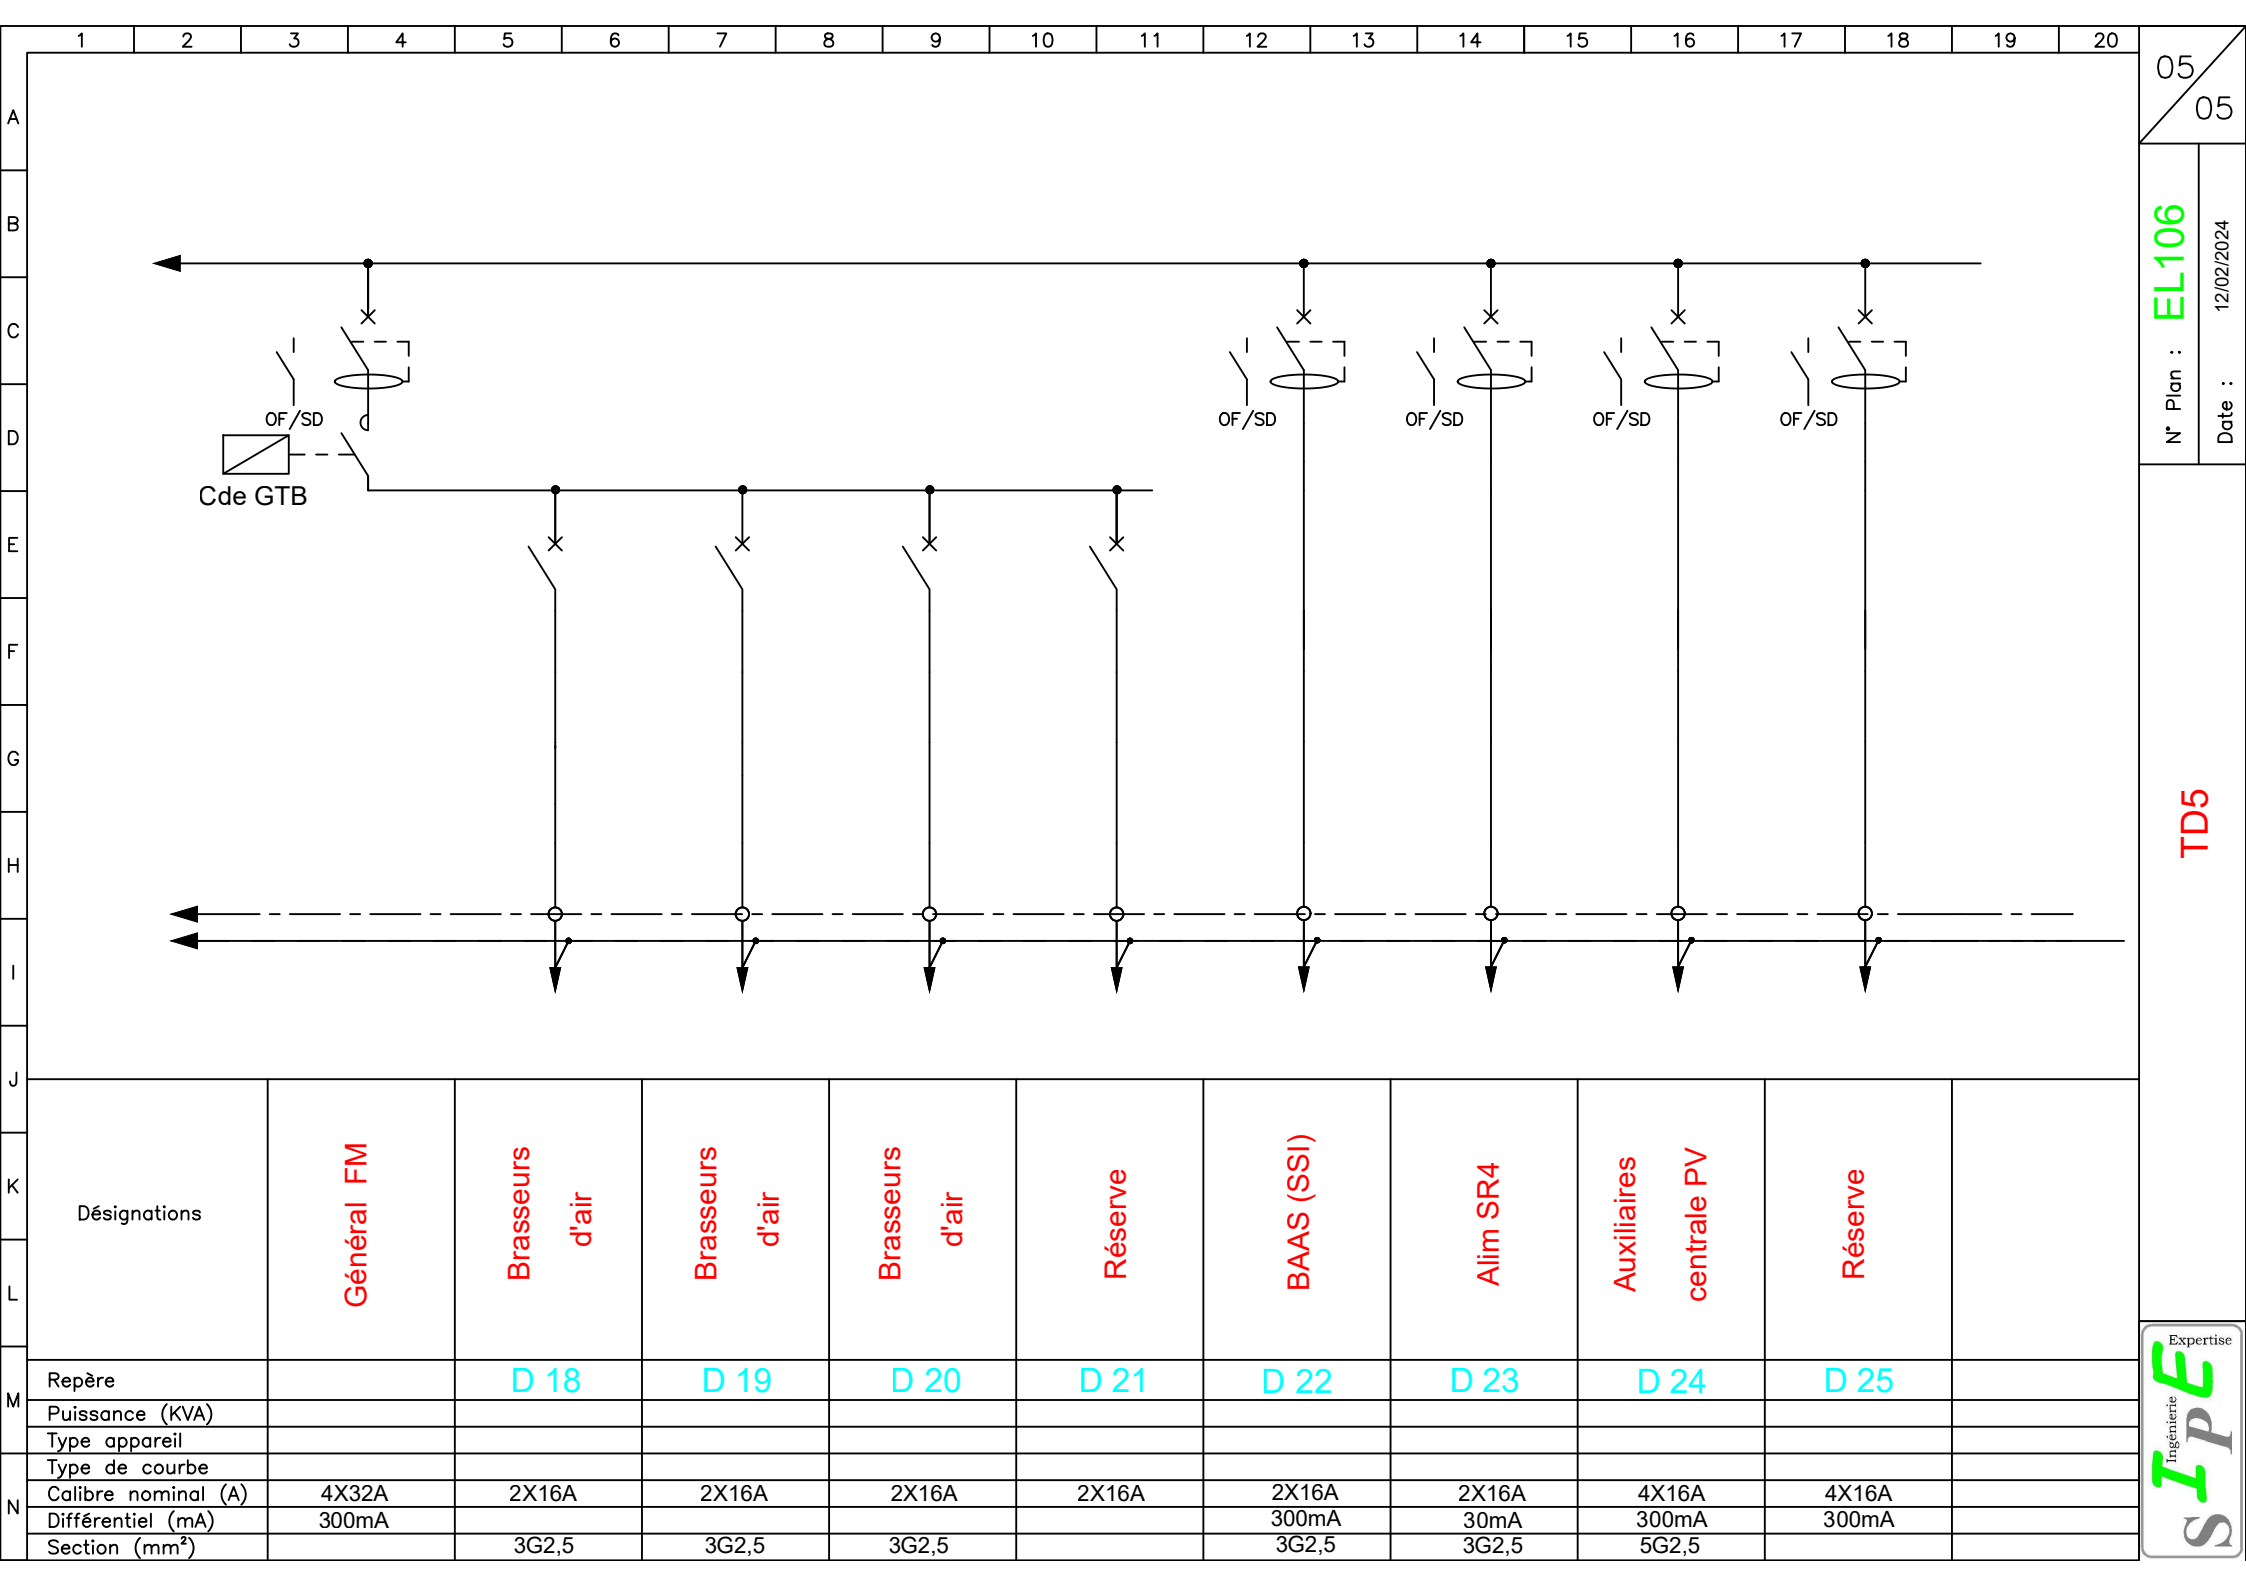 1 2 3 4 5 6 7 8 9 10 11 12 13 14 15 16 17 18 19 20
05
05
A
B
C
D
E
F
G
H
I
J
K
L
M
N
N° Plan : EL106
Date : 12/02/2024
TD5
OF/SD
OF/SD
OF/SD
OF/SD
OF/SD
Cde GTB
Désignations
Général FM
Brasseurs
d'air
Brasseurs
d'air
Brasseurs
d'air
Réserve
BAAS (SSI)
Alim SR4
Auxiliaires
centrale PV
Réserve
Repère D 18 D 19 D 20 D 21 D 22 D 23 D 24 D 25
Puissance (KVA)
Type appareil
Type de courbe
Calibre nominal (A) 4X32A 2X16A 2X16A 2X16A 2X16A 2X16A 2X16A 4X16A 4X16A
Différentiel (mA) 300mA 300mA 30mA 300mA 300mA
Section (mm²) 3G2,5 3G2,5 3G2,5 3G2,5 3G2,5 5G2,5
S I P E
Ingénierie
Expertise